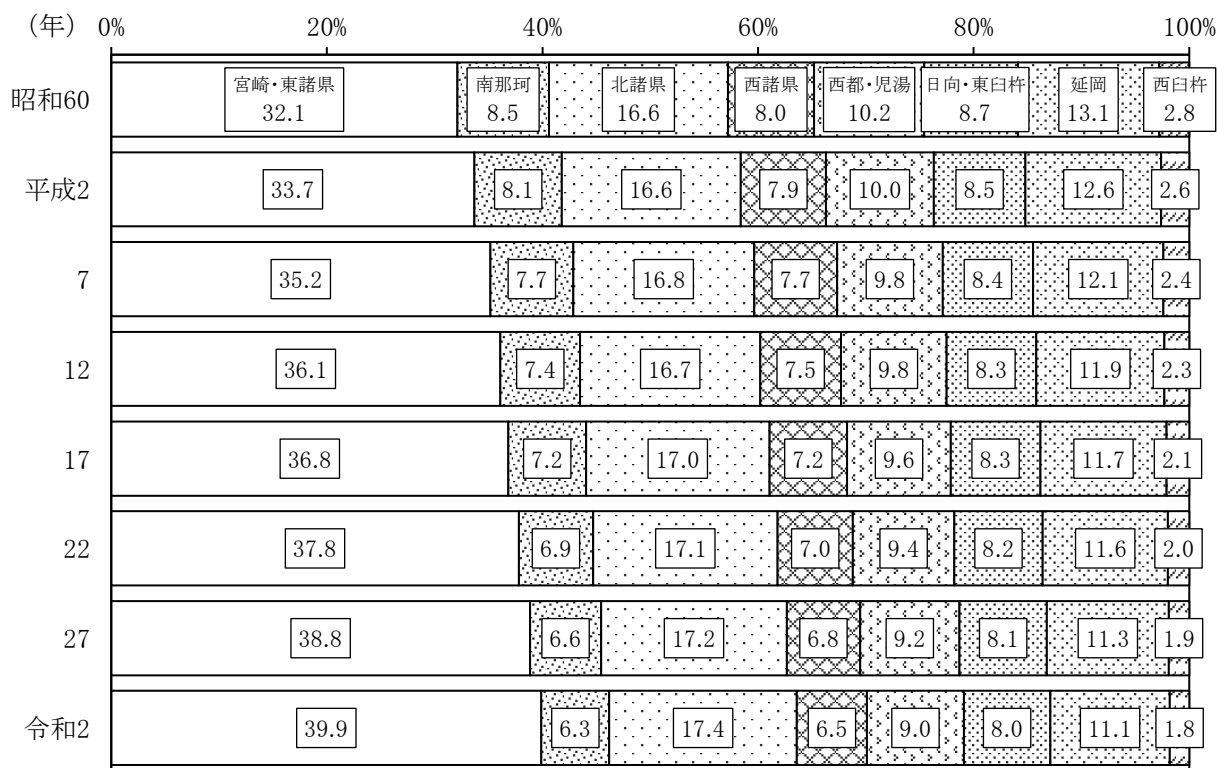 (年) 0% 20% 40% 60% 80% 100%
宮崎・東諸県 南那珂 北諸県 西諸県 西都・児湯 日向・東臼杵 延岡 西臼杵
昭和60 32.1 8.5 16.6 8.0 10.2 8.7 13.1 2.8
平成2 33.7 8.1 16.6 7.9 10.0 8.5 12.6 2.6
7 35.2 7.7 16.8 7.7 9.8 8.4 12.1 2.4
12 36.1 7.4 16.7 7.5 9.8 8.3 11.9 2.3
17 36.8 7.2 17.0 7.2 9.6 8.3 11.7 2.1
22 37.8 6.9 17.1 7.0 9.4 8.2 11.6 2.0
27 38.8 6.6 17.2 6.8 9.2 8.1 11.3 1.9
令和2 39.9 6.3 17.4 6.5 9.0 8.0 11.1 1.8